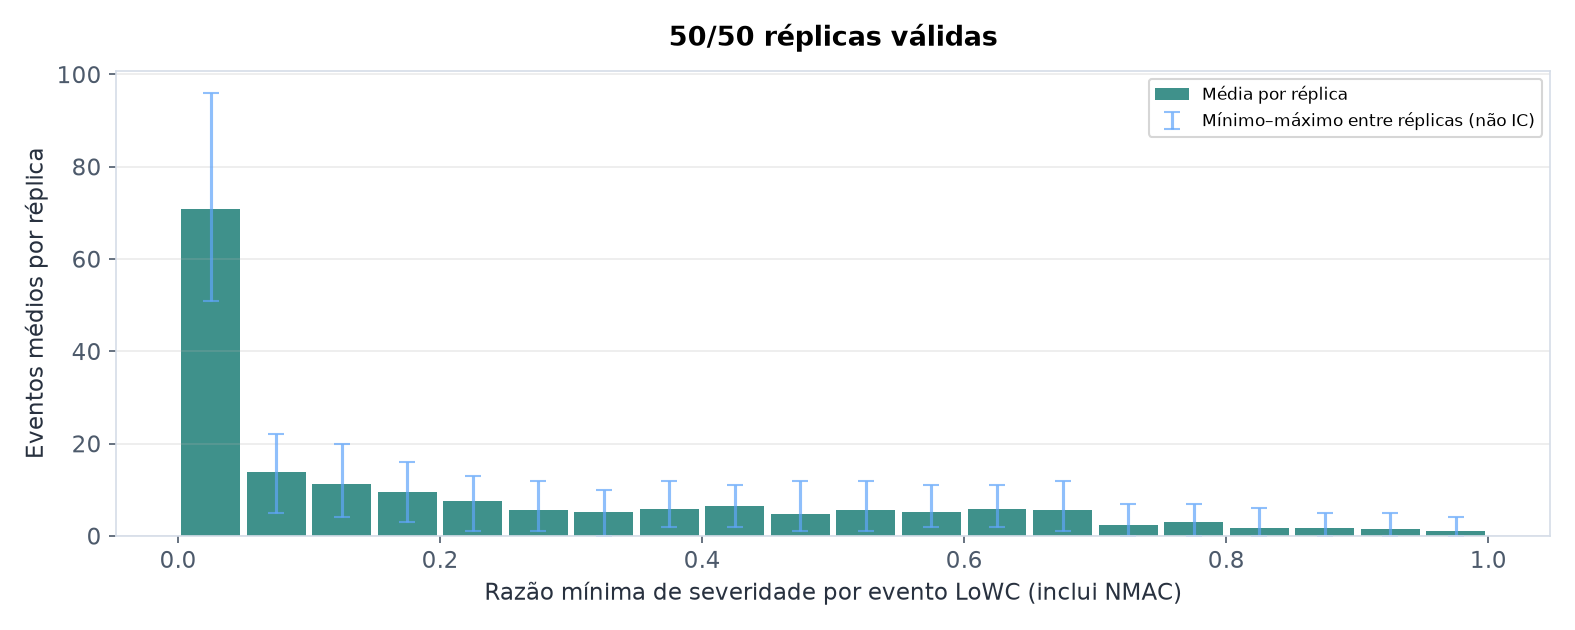 50/50 réplicas válidas
Média por réplica
Mínimo–máximo entre réplicas (não IC)
Eventos médios por réplica
100
80
60
40
20
0
0.0 0.2 0.4 0.6 0.8 1.0
Razão mínima de severidade por evento LoWC (inclui NMAC)